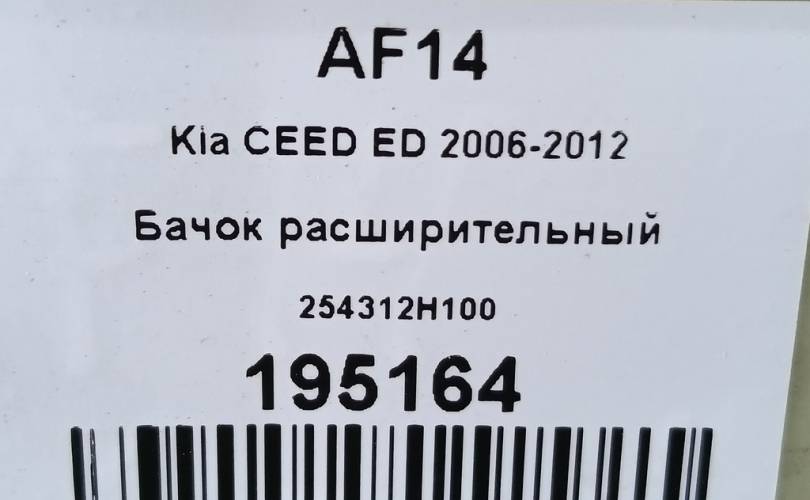 AF14
Kia CEED ED 2006-2012
Бачок расширительный
254312H100
195164